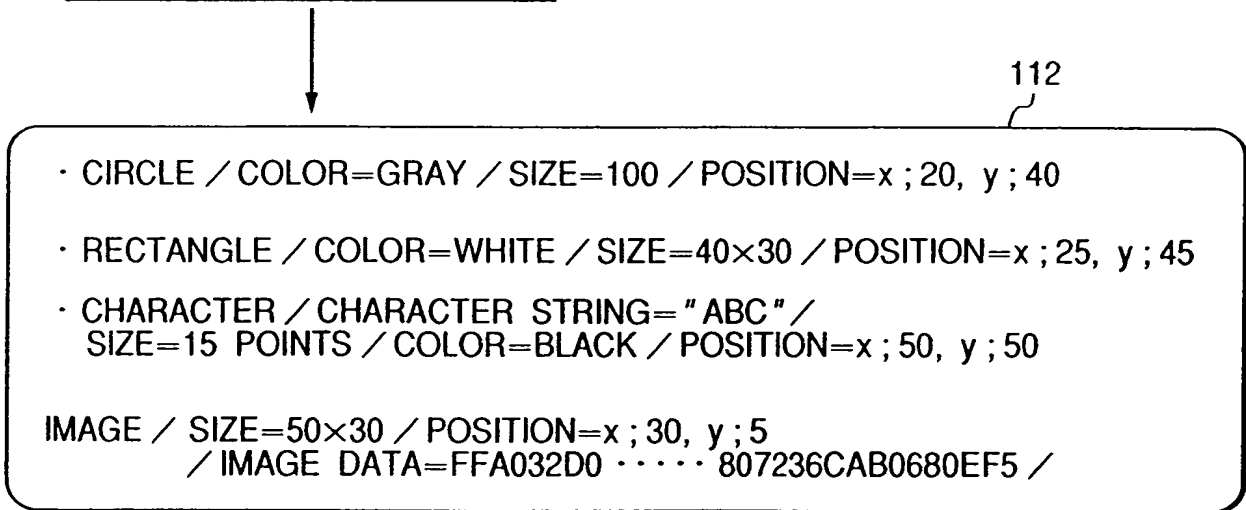 112
· CIRCLE / COLOR=GRAY / SIZE=100 / POSITION=x ; 20, y ; 40
· RECTANGLE / COLOR=WHITE / SIZE=40×30 / POSITION=x ; 25, y ; 45
· CHARACTER / CHARACTER STRING="ABC" /
SIZE=15 POINTS / COLOR=BLACK / POSITION=x ; 50, y ; 50
IMAGE / SIZE=50×30 / POSITION=x ; 30, y ; 5
/ IMAGE DATA=FFA032D0 ····· 807236CAB0680EF5 /